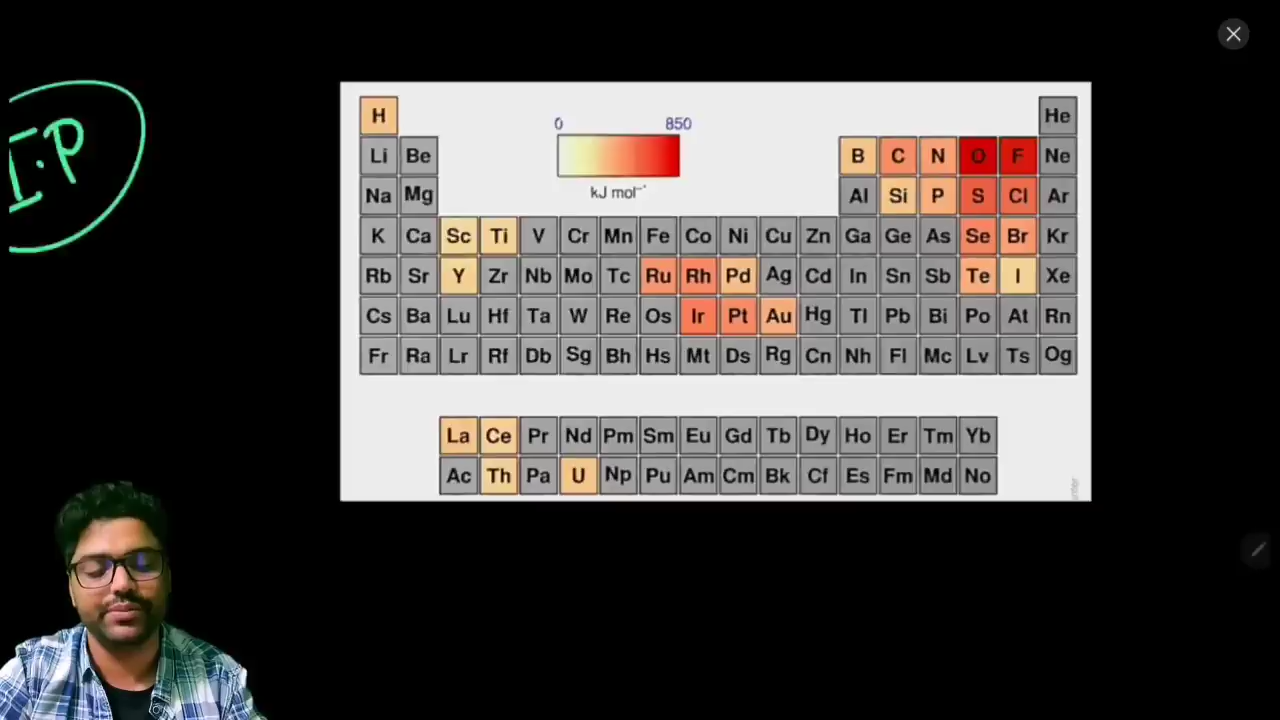 I.P
0 850
kJ mol⁻¹
H He
Li Be B C N O F Ne
Na Mg Al Si P S Cl Ar
K Ca Sc Ti V Cr Mn Fe Co Ni Cu Zn Ga Ge As Se Br Kr
Rb Sr Y Zr Nb Mo Tc Ru Rh Pd Ag Cd In Sn Sb Te I Xe
Cs Ba Lu Hf Ta W Re Os Ir Pt Au Hg Tl Pb Bi Po At Rn
Fr Ra Lr Rf Db Sg Bh Hs Mt Ds Rg Cn Nh Fl Mc Lv Ts Og
La Ce Pr Nd Pm Sm Eu Gd Tb Dy Ho Er Tm Yb
Ac Th Pa U Np Pu Am Cm Bk Cf Es Fm Md No